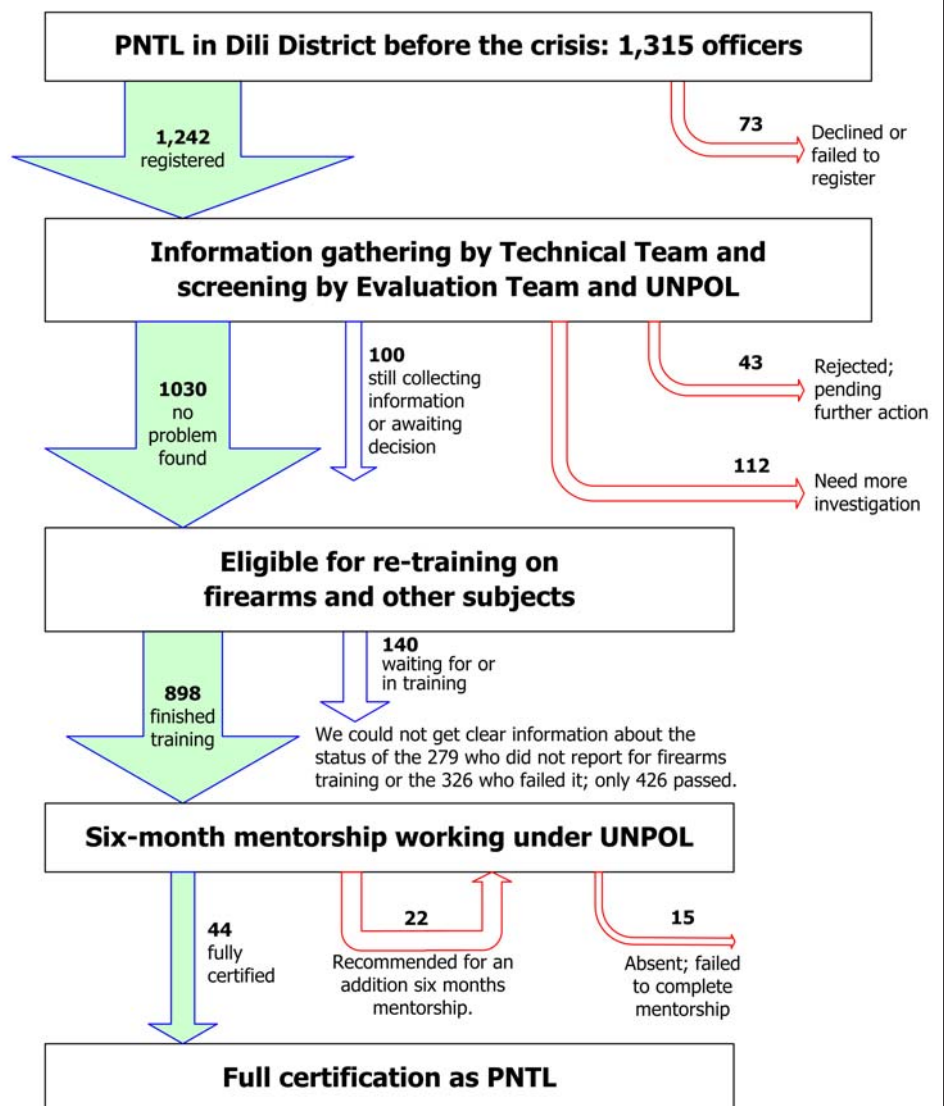 PNTL in Dili District before the crisis: 1,315 officers
1,242
registered
73
Declined or
failed to
register
Information gathering by Technical Team and
screening by Evaluation Team and UNPOL
1030
no
problem
found
100
still collecting
information
or awaiting
decision
43
Rejected;
pending
further action
112
Need more
investigation
Eligible for re-training on
firearms and other subjects
898
finished
training
140
waiting for or
in training
We could not get clear information about the
status of the 279 who did not report for firearms
training or the 326 who failed it; only 426 passed.
Six-month mentorship working under UNPOL
44
fully
certified
22
Recommended for an
addition six months
mentorship.
15
Absent; failed
to complete
mentorship
Full certification as PNTL